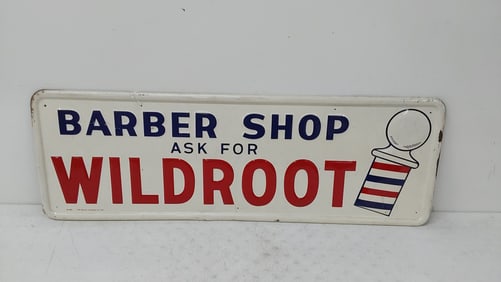 BARBER SHOP
ASK FOR
WILDROOT